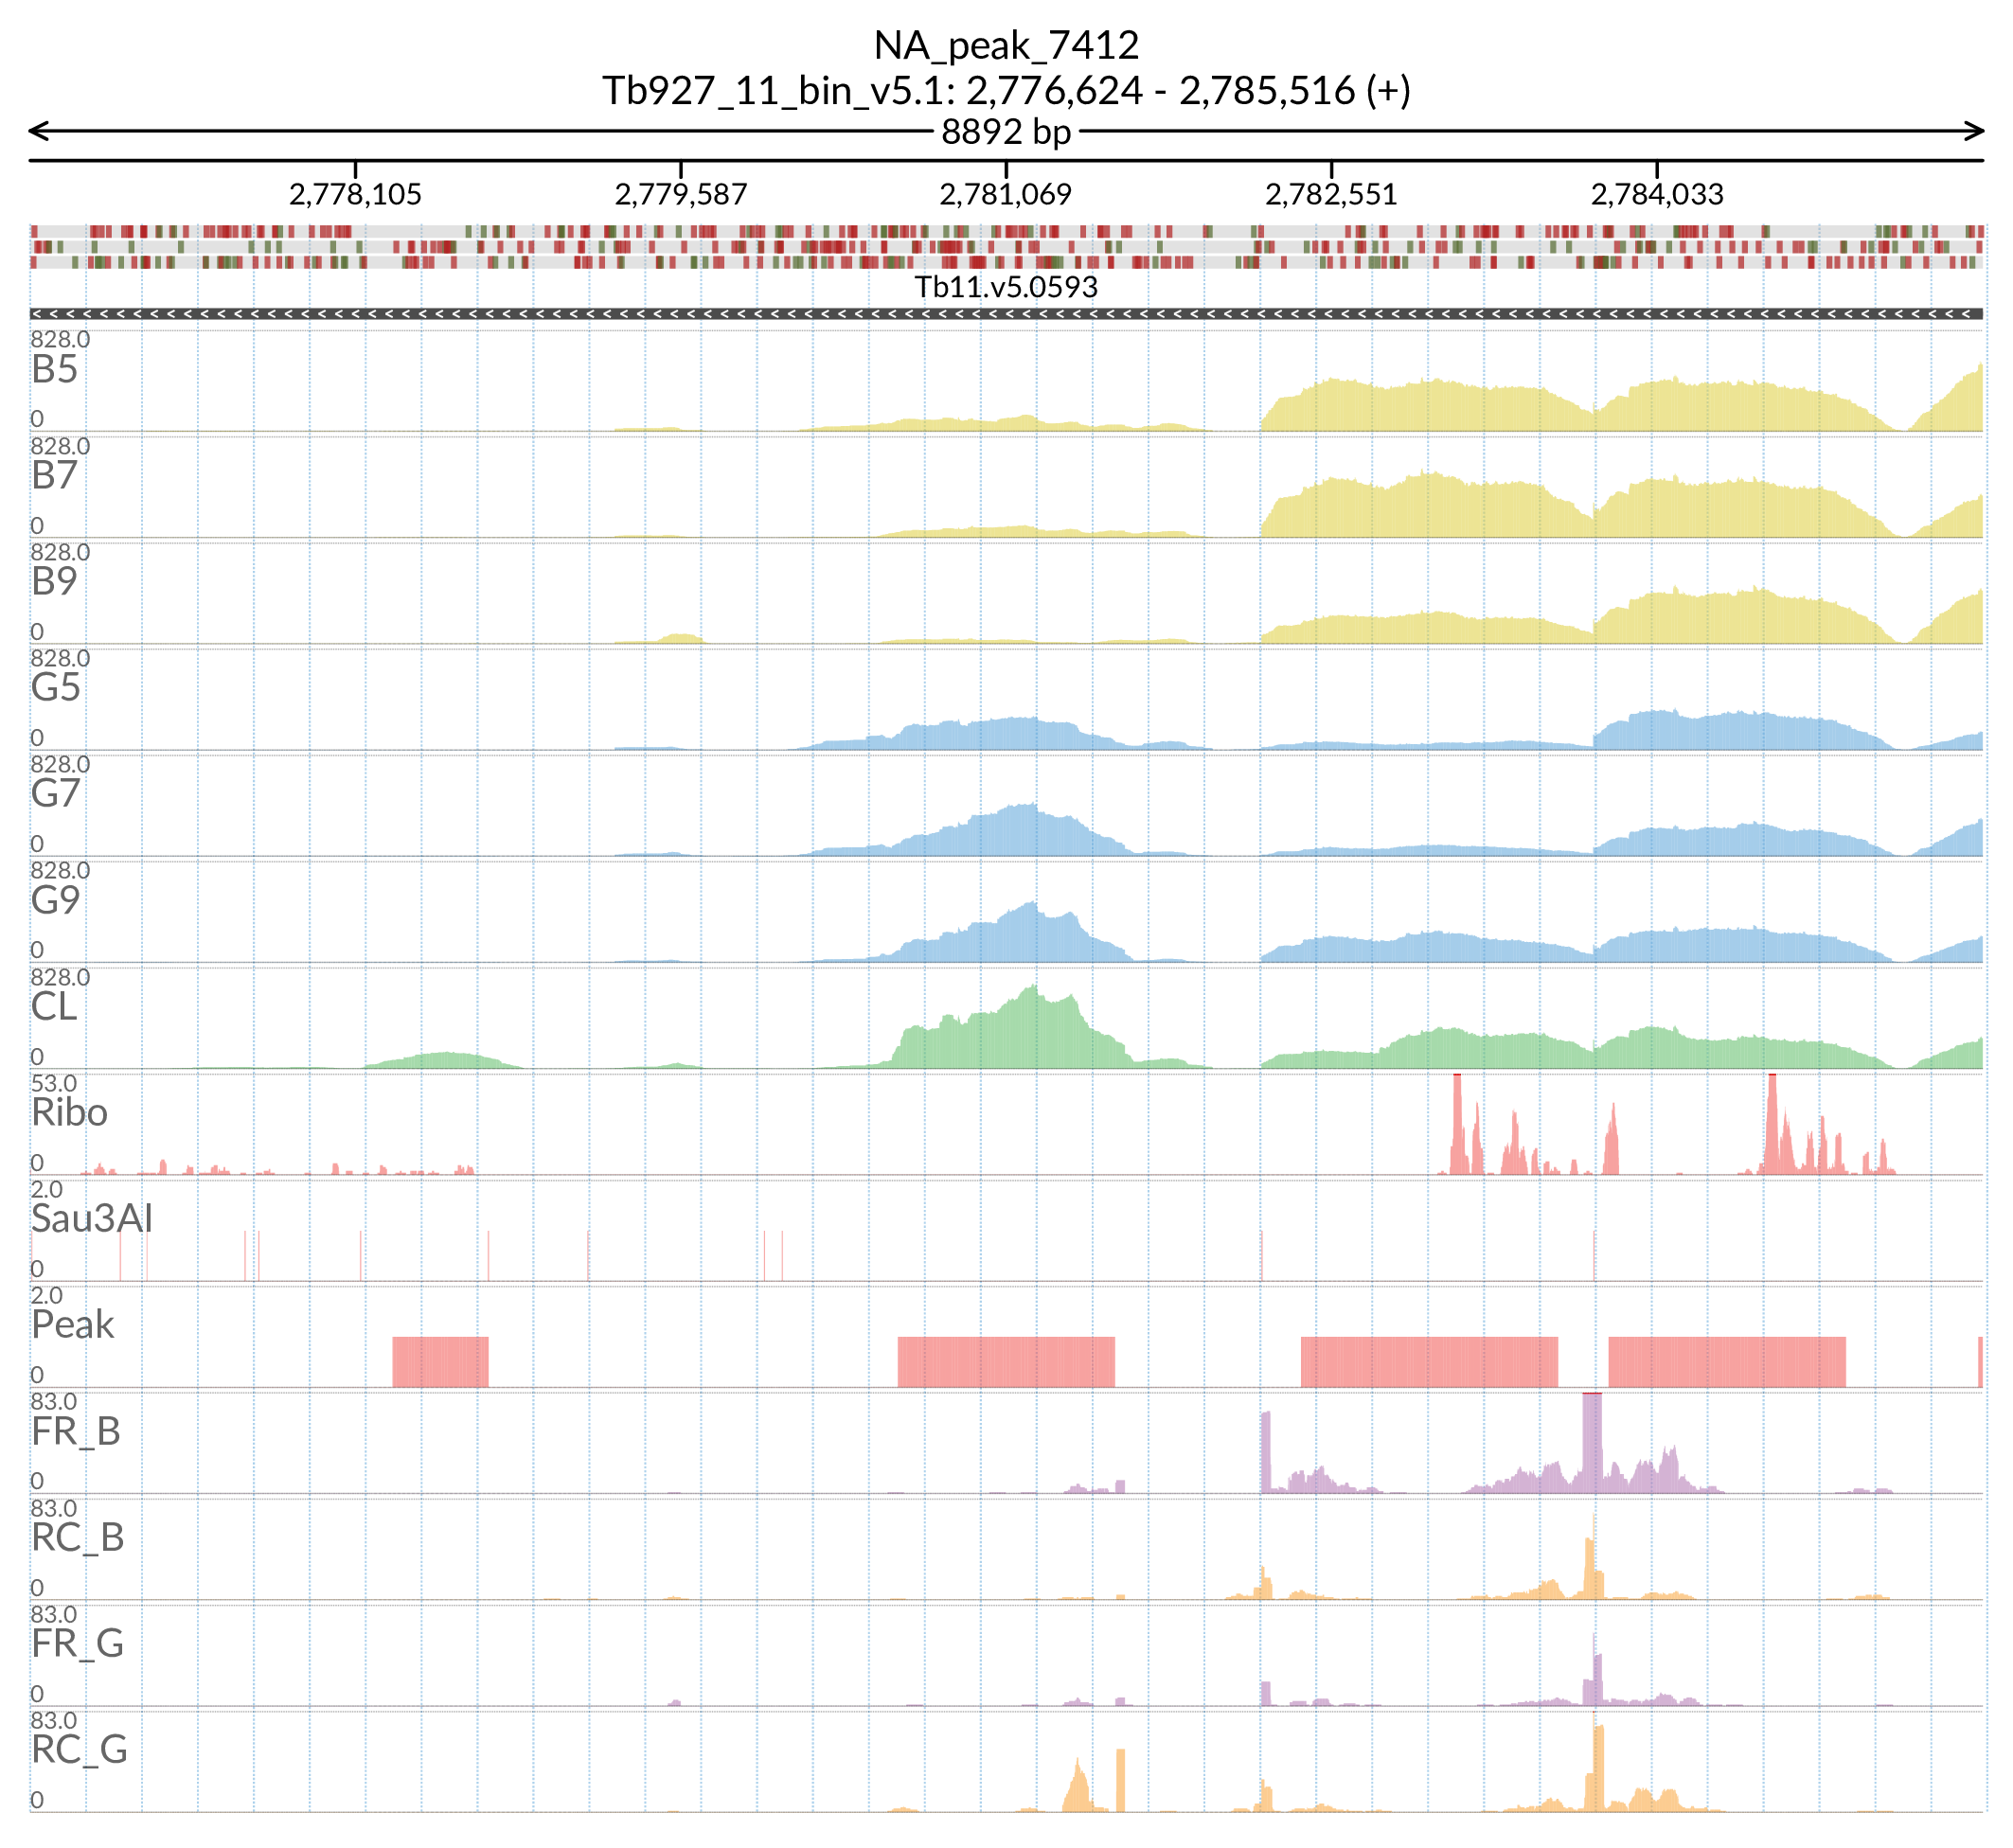 NA_peak_7412
Tb927_11_bin_v5.1: 2,776,624 - 2,785,516 (+)
8892 bp
2,778,105 2,779,587 2,781,069 2,782,551 2,784,033
Tb11.v5.0593
828.0
B5
0
828.0
B7
0
828.0
B9
0
828.0
G5
0
828.0
G7
0
828.0
G9
0
828.0
CL
0
53.0
Ribo
0
2.0
Sau3AI
0
2.0
Peak
0
83.0
FR_B
0
83.0
RC_B
0
83.0
FR_G
0
83.0
RC_G
0